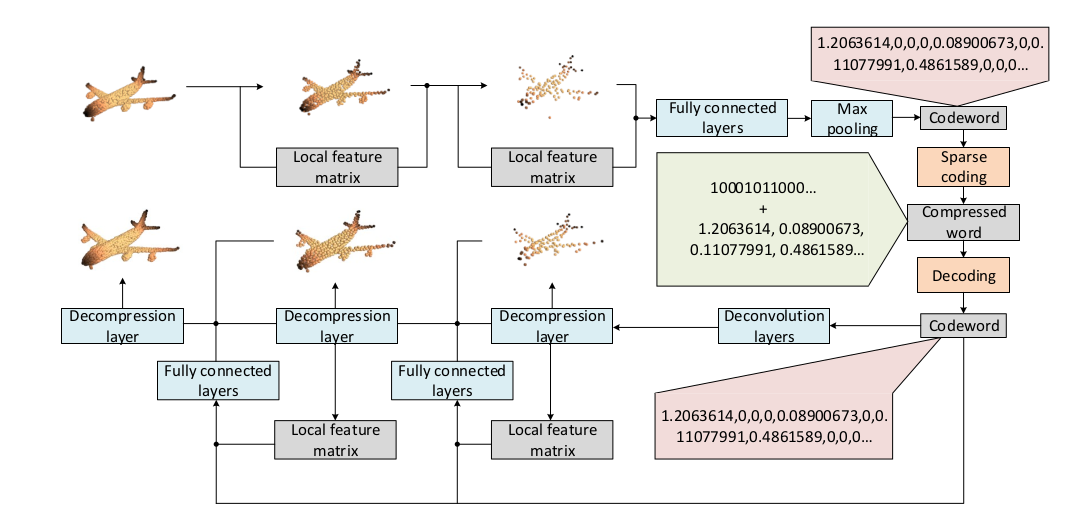 1.2063614,0,0,0,0.08900673,0,0.
11077991,0.4861589,0,0,0...
Fully connected
layers
Max
pooling
Codeword
Local feature
matrix
Local feature
matrix
Sparse
coding
10001011000...
+
1.2063614, 0.08900673,
0.11077991, 0.4861589...
Compressed
word
Decoding
Decompression
layer
Decompression
layer
Decompression
layer
Deconvolution
layers
Codeword
Fully connected
layers
Fully connected
layers
1.2063614,0,0,0,0.08900673,0,0.
11077991,0.4861589,0,0,0...
Local feature
matrix
Local feature
matrix